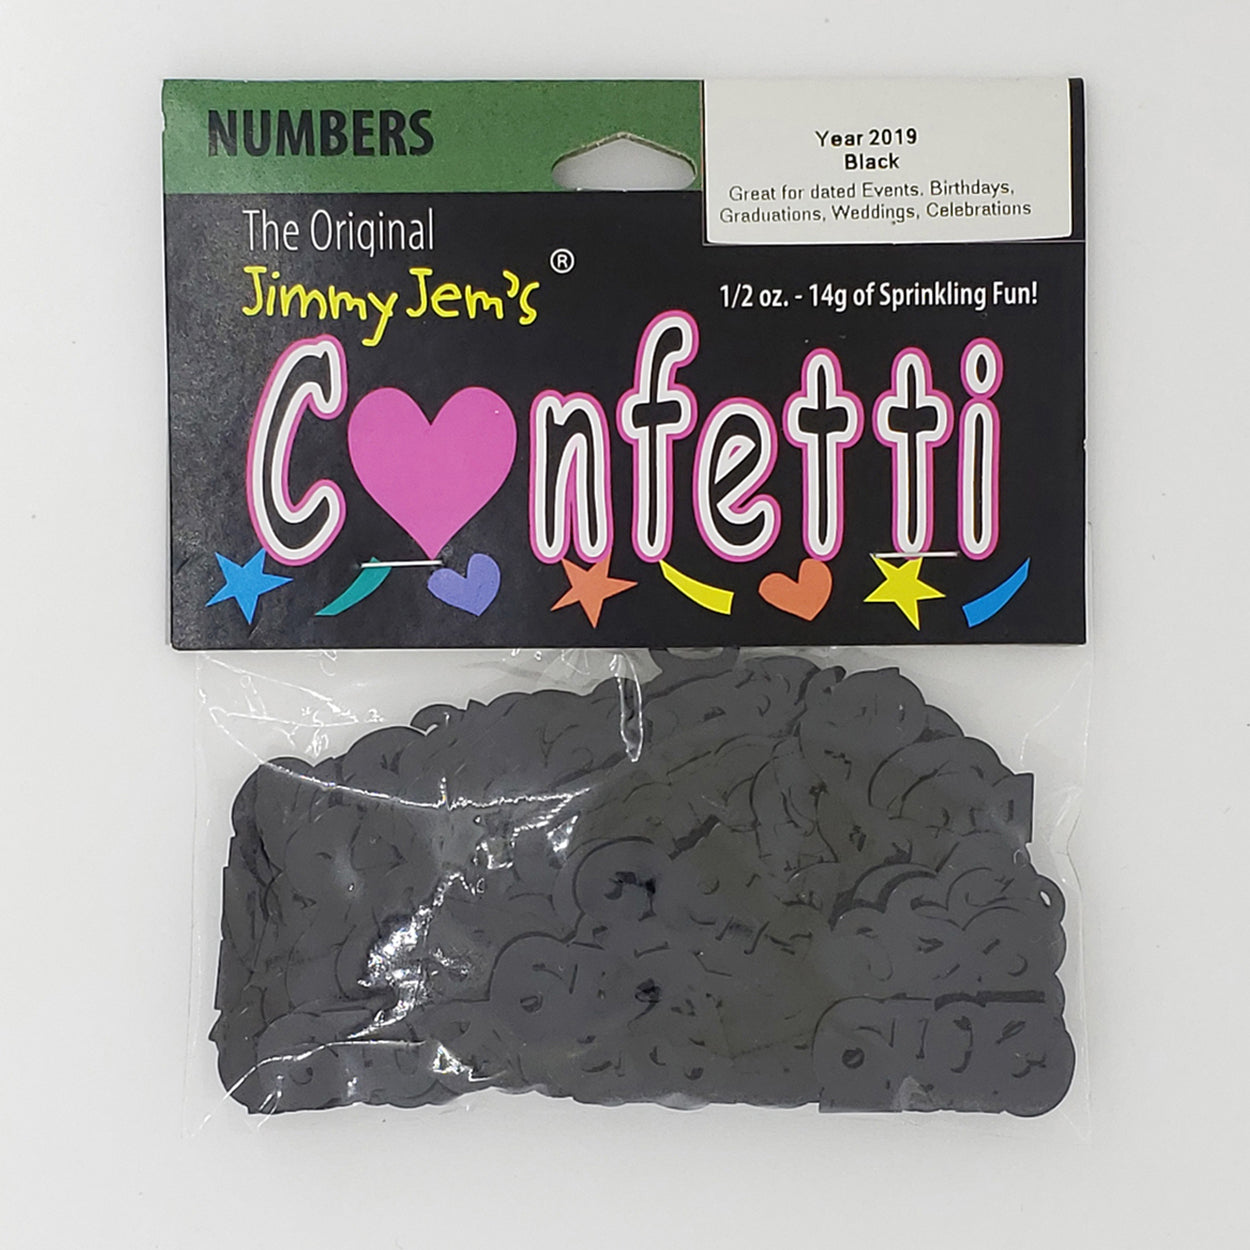 NUMBERS
Year 2019
Black
Great for dated Events, Birthdays,
Graduations, Weddings, Celebrations
The Original
Jimmy Jem's®
1/2 oz. - 14g of Sprinkling Fun!
Confetti